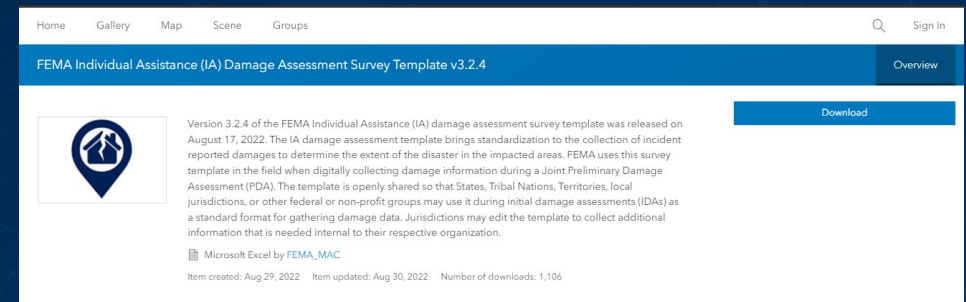 Home Gallery Map Scene Groups Sign In
FEMA Individual Assistance (IA) Damage Assessment Survey Template v3.2.4 Overview
Download
Version 3.2.4 of the FEMA Individual Assistance (IA) damage assessment survey template was released on
August 17, 2022. The IA damage assessment template brings standardization to the collection of incident
reported damages to determine the extent of the disaster in the impacted areas. FEMA uses this survey
template in the field when digitally collecting damage information during a Joint Preliminary Damage
Assessment (PDA). The template is openly shared so that States, Tribal Nations, Territories, local
jurisdictions, or other federal or non-profit groups may use it during initial damage assessments (IDAs) as
a standard format for gathering damage data. Jurisdictions may edit the template to collect additional
information that is needed internal to their respective organization.
Microsoft Excel by FEMA_MAC
Item created: Aug 29, 2022 Item updated: Aug 30, 2022 Number of downloads: 1,106